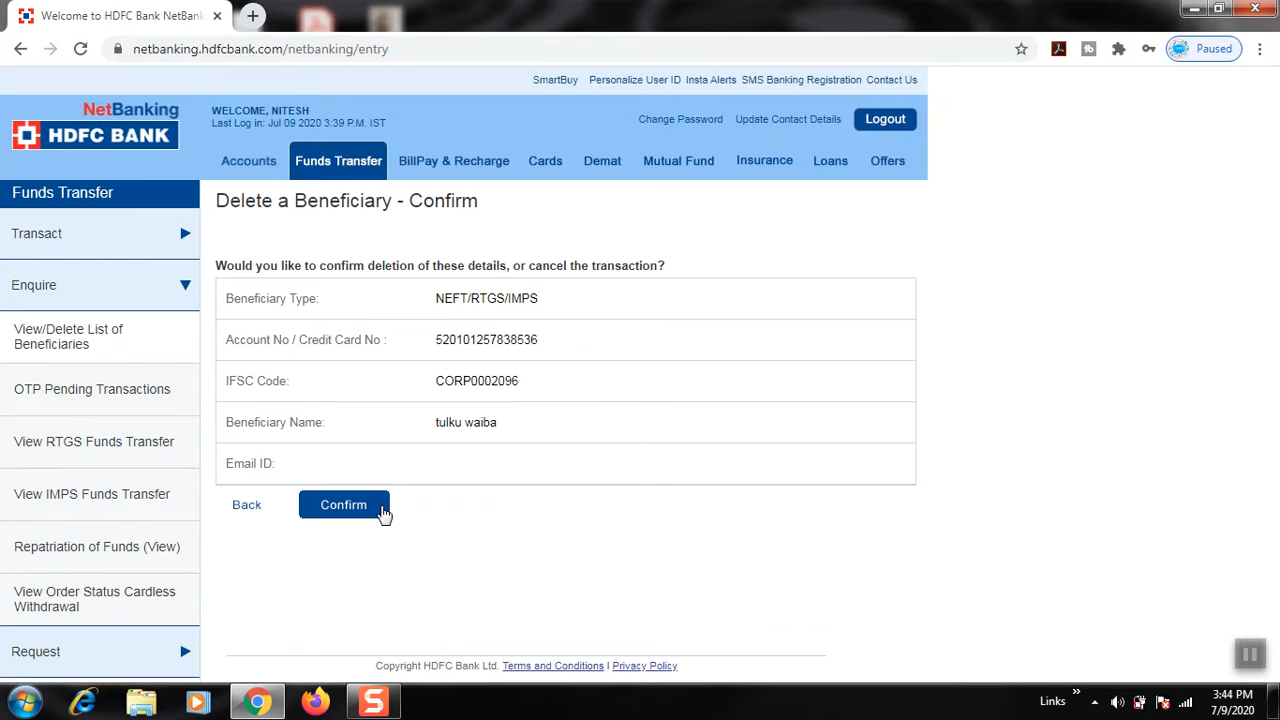 Welcome to HDFC Bank NetBanki
netbanking.hdfcbank.com/netbanking/entry
Paused
SmartBuy Personalize User ID Insta Alerts SMS Banking Registration Contact Us
NetBanking
HDFC BANK
WELCOME, NITESH
Last Log in: Jul 09 2020 3:39 P.M. IST
Change Password Update Contact Details Logout
Accounts Funds Transfer BillPay & Recharge Cards Demat Mutual Fund Insurance Loans Offers
Funds Transfer
Transact
Enquire
View/Delete List of
Beneficiaries
OTP Pending Transactions
View RTGS Funds Transfer
View IMPS Funds Transfer
Repatriation of Funds (View)
View Order Status Cardless
Withdrawal
Request
Delete a Beneficiary - Confirm
Would you like to confirm deletion of these details, or cancel the transaction?
Beneficiary Type: NEFT/RTGS/IMPS
Account No / Credit Card No : 520101257838536
IFSC Code: CORP0002096
Beneficiary Name: tulku waiba
Email ID:
Back Confirm
Copyright HDFC Bank Ltd. Terms and Conditions I Privacy Policy
Links
3:44 PM
7/9/2020